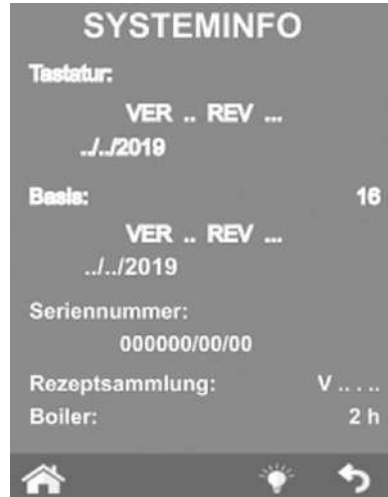 SYSTEMINFO
Tastatur:
VER .. REV ...
../../2019
Basis: 16
VER .. REV ...
../../2019
Seriennummer:
000000/00/00
Rezeptsammlung: V .. . ..
Boiler: 2 h